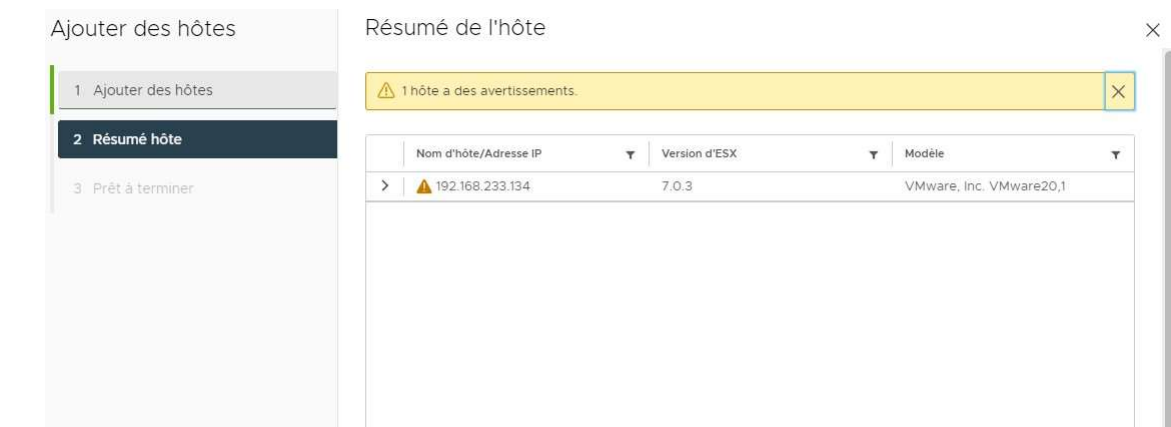 Ajouter des hôtes
Résumé de l'hôte
1 Ajouter des hôtes
1 hôte a des avertissements.
2 Résumé hôte
Nom d'hôte/Adresse IP Version d'ESX Modèle
3 Prêt à terminer
192.168.233.134 7.0.3 VMware, Inc. VMware20,1